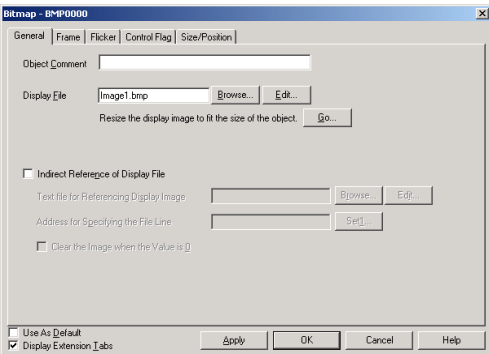 Bitmap - BMP0000
General Frame Flicker Control Flag Size/Position
Object Comment
Display File Image1.bmp Browse... Edit...
Resize the display image to fit the size of the object. Go...
Indirect Reference of Display File
Text file for Referencing Display Image Browse... Edit...
Address for Specifying the File Line Set1...
Clear the Image when the Value is 0
Use As Default
Display Extension Tabs Apply OK Cancel Help